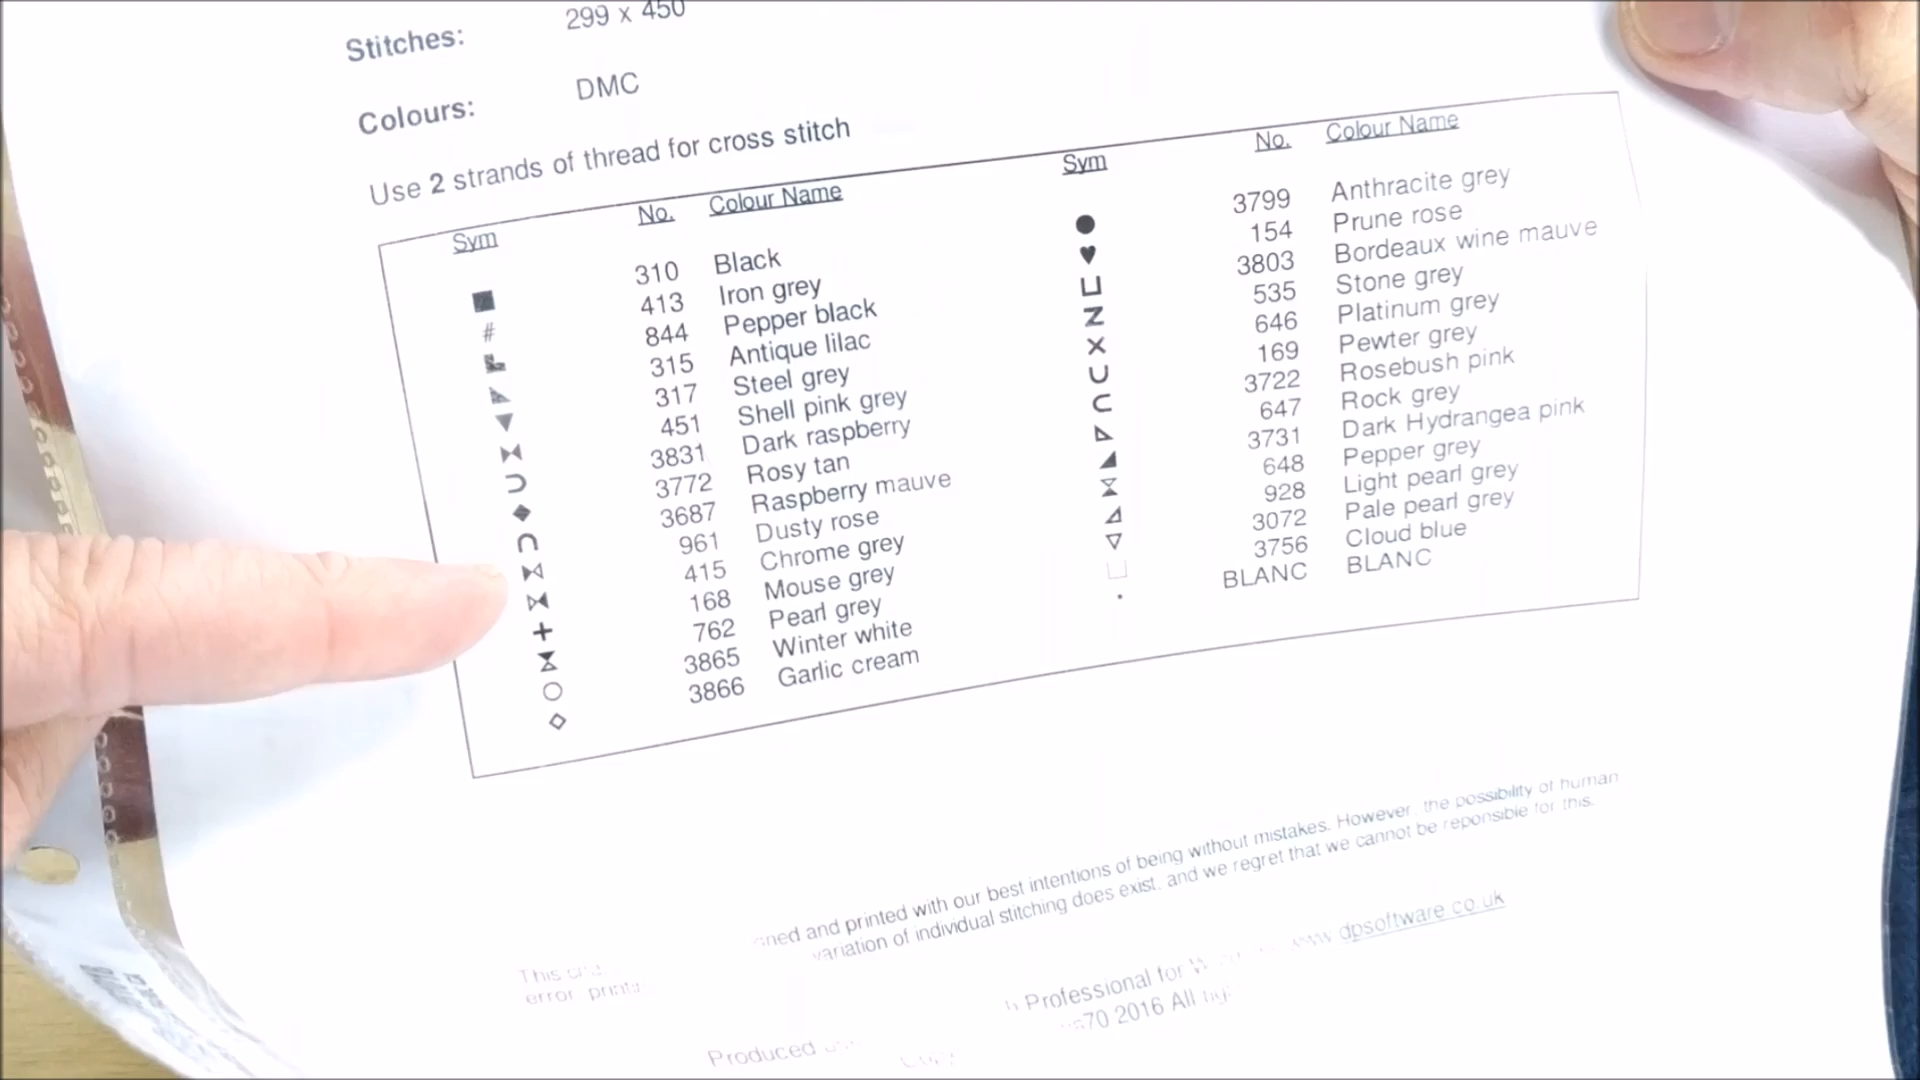 Stitches: 299 x 450
Colours: DMC
Use 2 strands of thread for cross stitch
Sym No. Colour Name
■ 310 Black
# 413 Iron grey
844 Pepper black
315 Antique lilac
▼ 317 Steel grey
451 Shell pink grey
3831 Dark raspberry
◆ 3772 Rosy tan
3687 Raspberry mauve
961 Dusty rose
415 Chrome grey
+ 168 Mouse grey
762 Pearl grey
○ 3865 Winter white
◇ 3866 Garlic cream
Sym No. Colour Name
● 3799 Anthracite grey
♥ 154 Prune rose
3803 Bordeaux wine mauve
N 535 Stone grey
X 646 Platinum grey
U 169 Pewter grey
3722 Rosebush pink
647 Rock grey
3731 Dark Hydrangea pink
648 Pepper grey
928 Light pearl grey
3072 Pale pearl grey
3756 Cloud blue
. BLANC BLANC
This and printed with our best intentions of being without mistakes. However, the possibility of human
error variation of individual stitching does exist, and we regret that we cannot be reponsible for this.
Produced Professional for www.dpsoftware.co.uk
2016 All